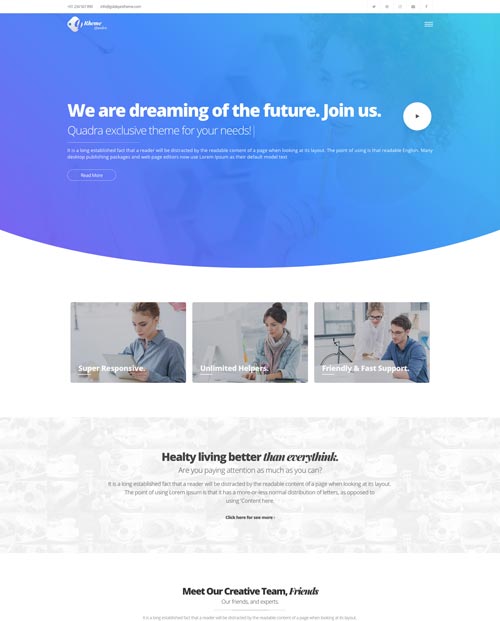 Rheme
Quadra
We are dreaming of the future. Join us.
Quadra exclusive theme for your needs!
It is a long established fact that a reader will be distracted by the readable content of a page when looking at its layout. The point of using is that readable English. Many
desktop publishing packages and web page editors now use Lorem Ipsum as their default model text
Read More
Super Responsive.
Unlimited Helpers.
Friendly & Fast Support.
Healty living better than everythink.
Are you paying attention as much as you can?
It is a long established fact that a reader will be distracted by the readable content of a page when looking at its layout.
The point of using Lorem Ipsum is that it has a more-or-less normal distribution of letters, as opposed to
using 'Content here.
Click here for see more ›
Meet Our Creative Team, Friends
Our friends, and experts.
It is a long established fact that a reader will be distracted by the readable content of a page when looking at its layout.